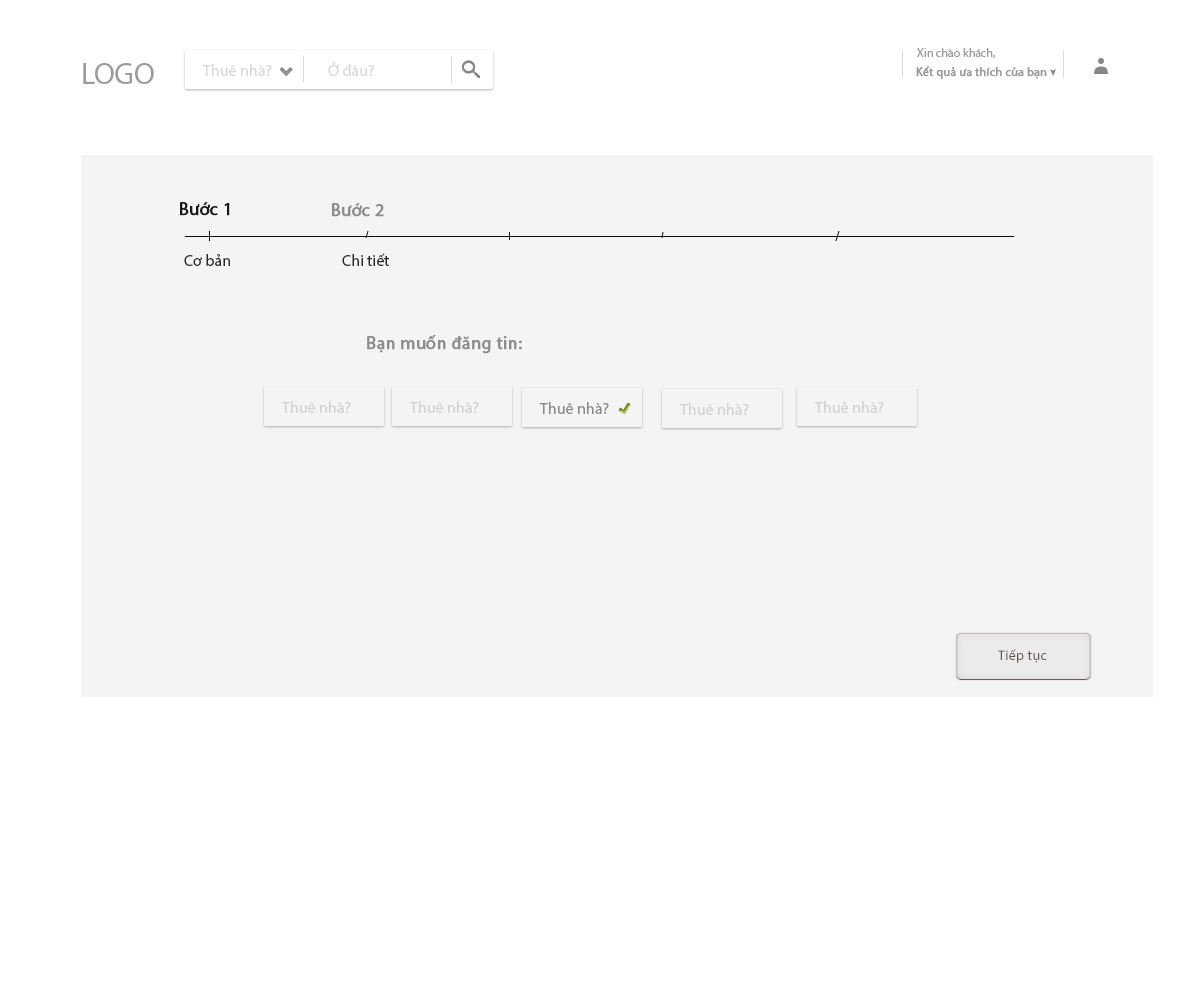 LOGO
Thuê nhà?
Ở đâu?
Xin chào khách,
Kết quả ưa thích của bạn
Bước 1
Bước 2
Cơ bản
Chi tiết
Bạn muốn đăng tin:
Thuê nhà?
Thuê nhà?
Thuê nhà?
Thuê nhà?
Thuê nhà?
Tiếp tục